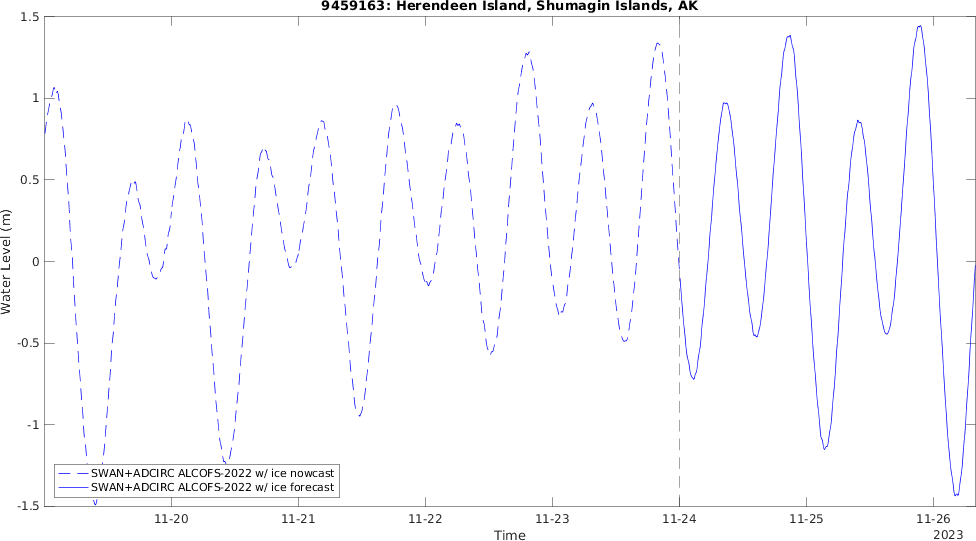 9459163: Herendeen Island, Shumagin Islands, AK
1.5
1
0.5
0
-0.5
-1
-1.5
Water Level (m)
SWAN+ADCIRC ALCOFS-2022 w/ ice nowcast
SWAN+ADCIRC ALCOFS-2022 w/ ice forecast
11-20 11-21 11-22 11-23 11-24 11-25 11-26
Time
2023